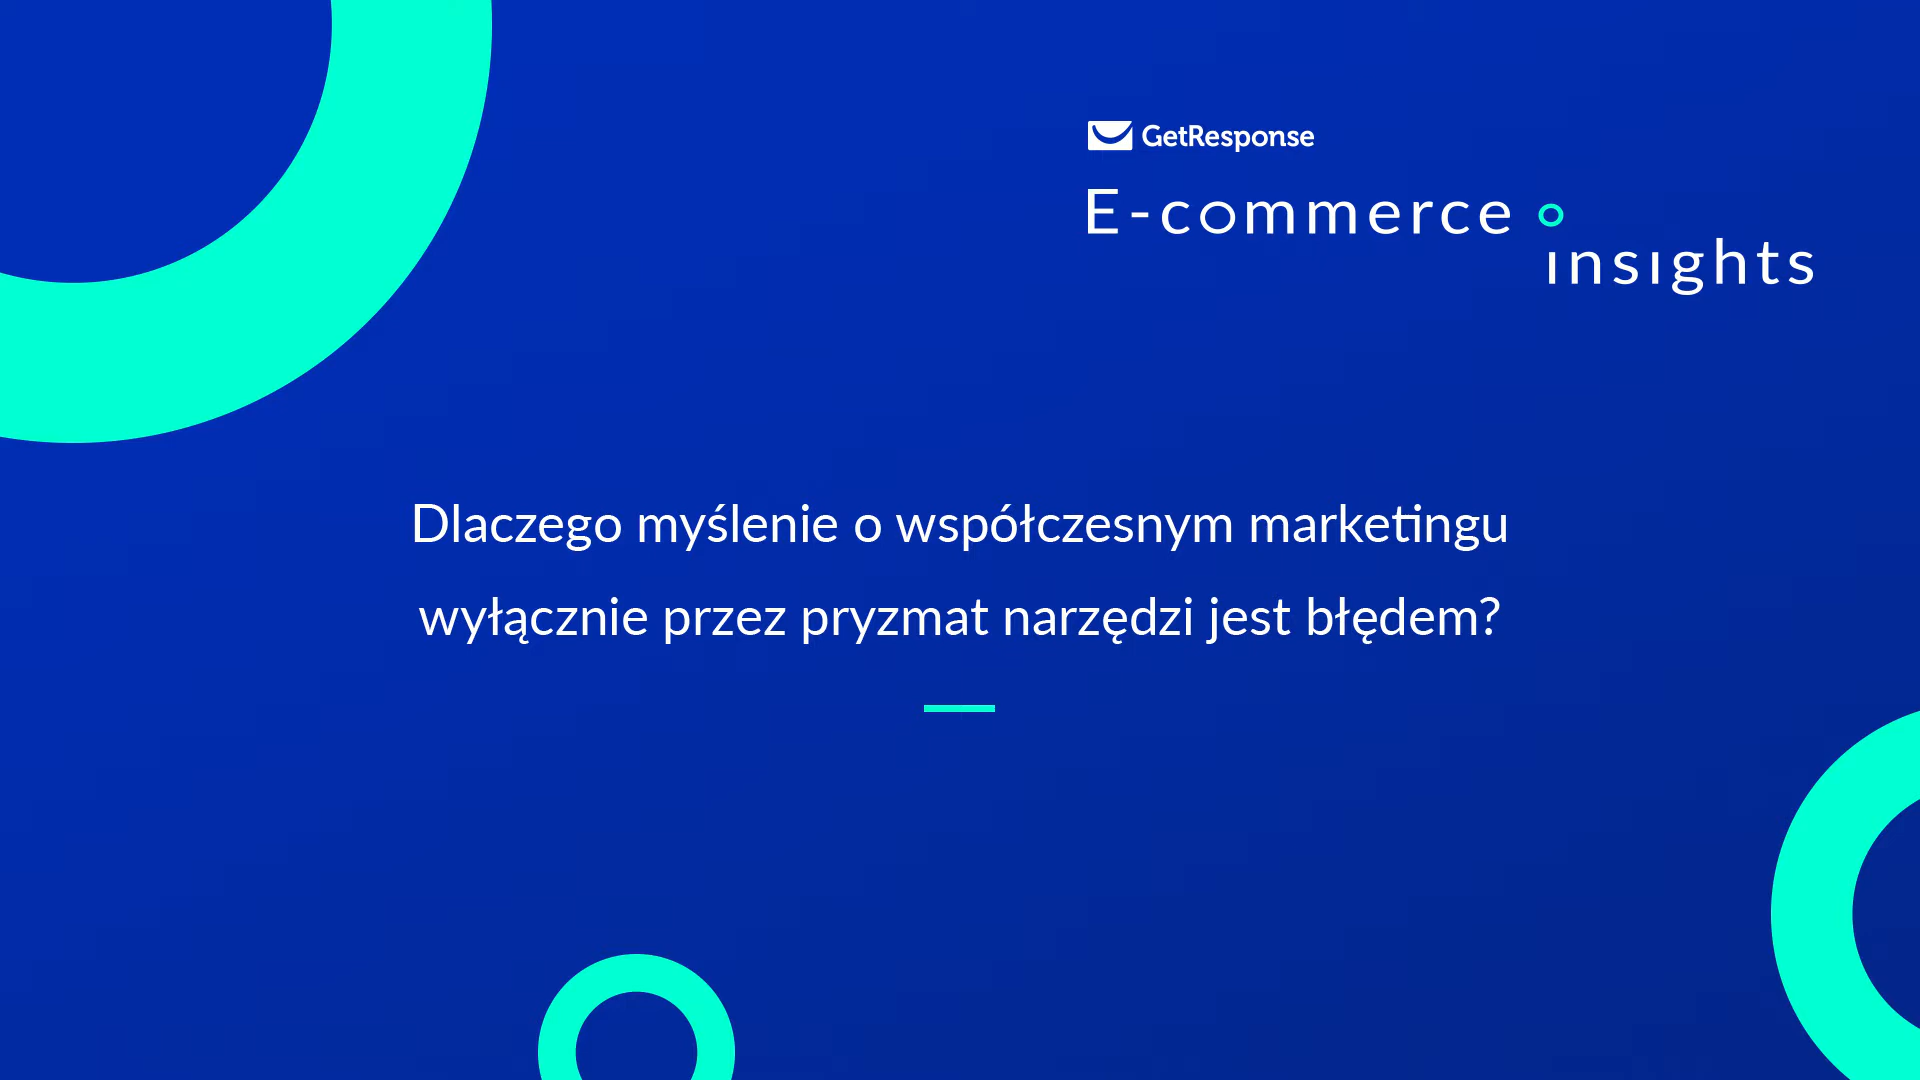 GetResponse
E-commerce
insights
Dlaczego myślenie o współczesnym marketingu
wyłącznie przez pryzmat narzędzi jest błędem?